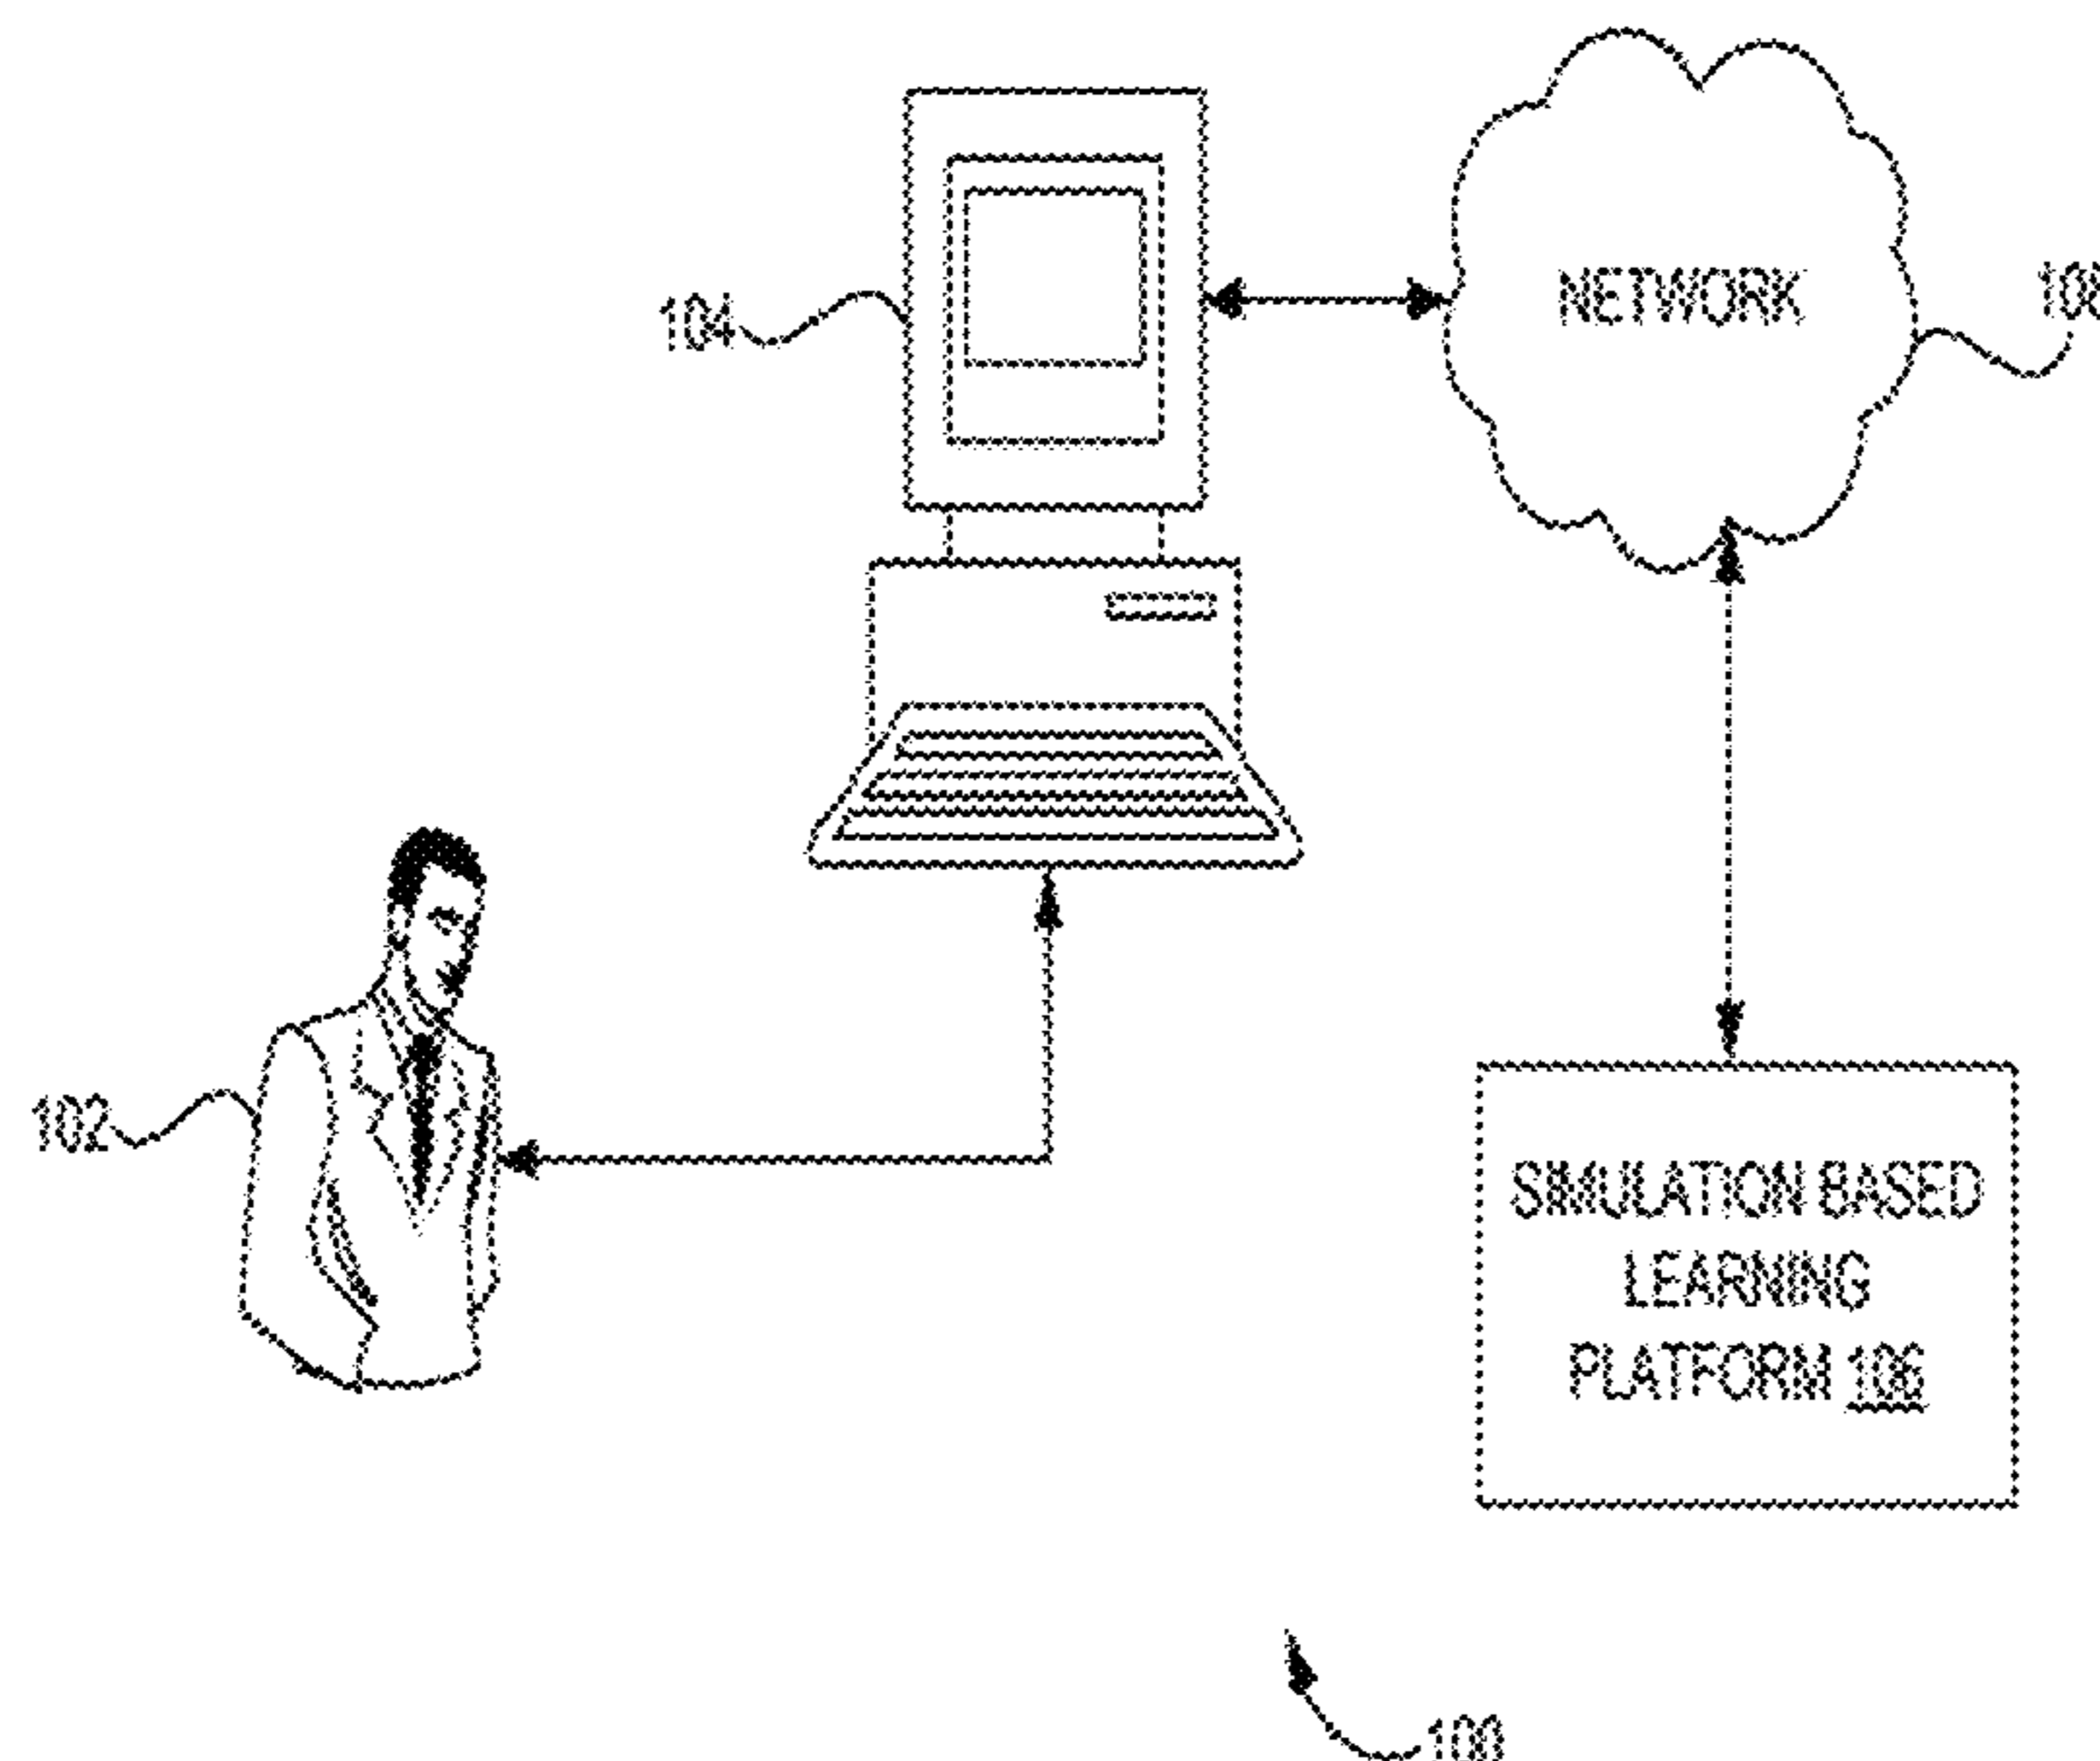 104
NETWORK
102
SIMULATION BASED
LEARNING
PLATFORM 106
100